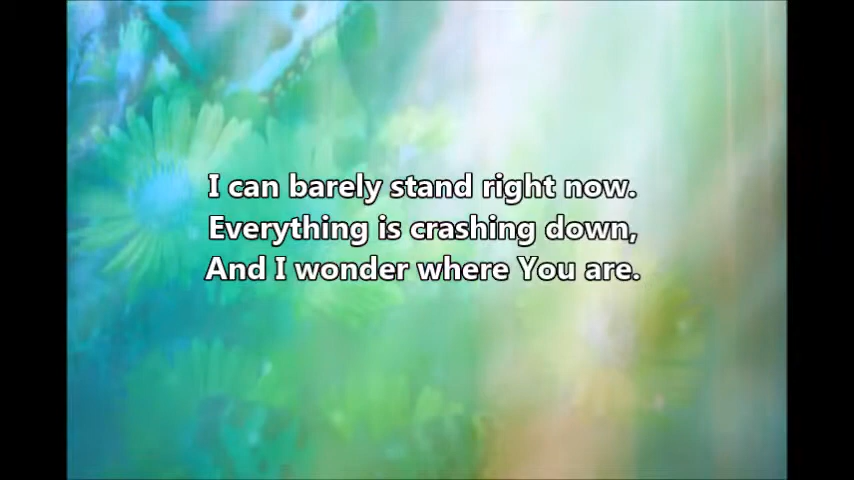 I can barely stand right now.
Everything is crashing down,
And I wonder where You are.